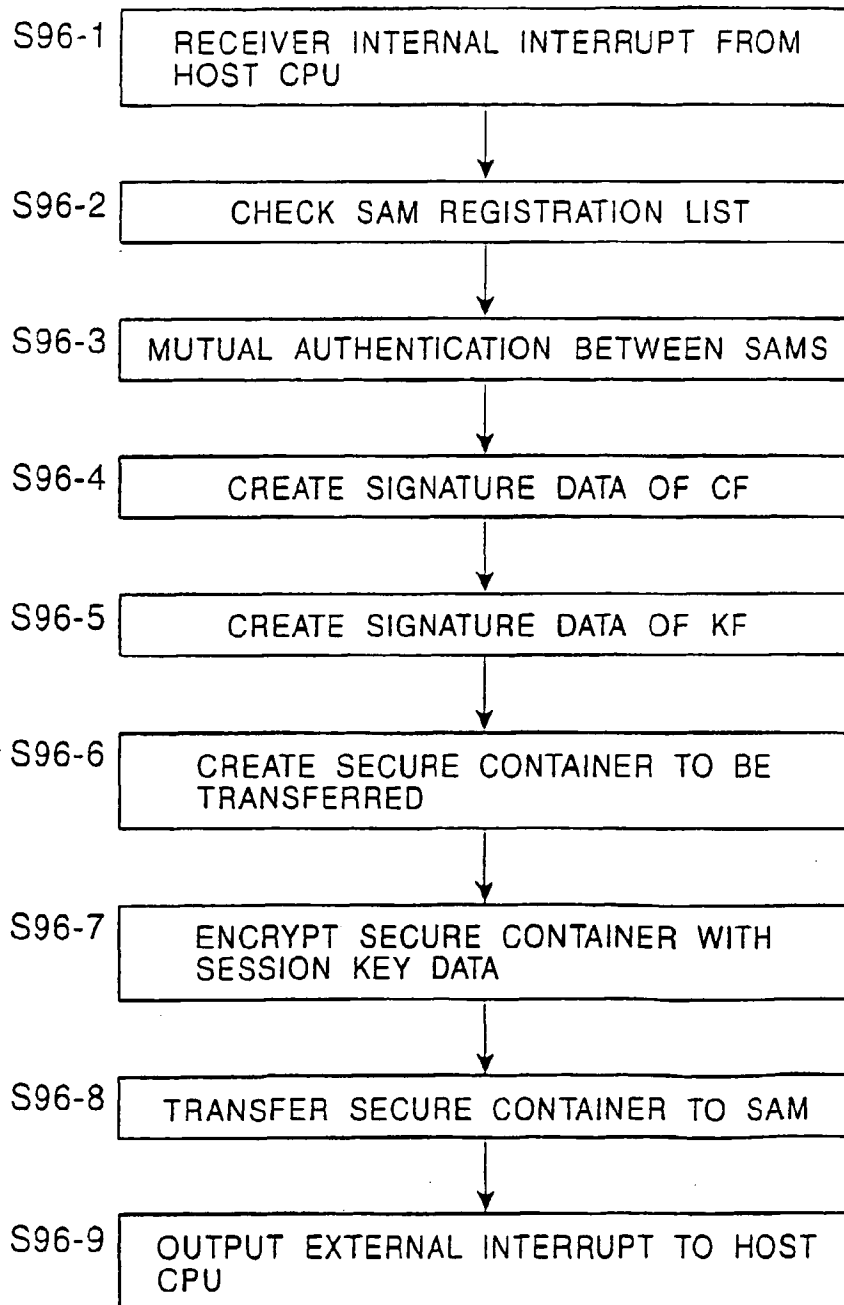 S96-1
RECEIVER INTERNAL INTERRUPT FROM
HOST CPU
S96-2
CHECK SAM REGISTRATION LIST
S96-3
MUTUAL AUTHENTICATION BETWEEN SAMS
S96-4
CREATE SIGNATURE DATA OF CF
S96-5
CREATE SIGNATURE DATA OF KF
S96-6
CREATE SECURE CONTAINER TO BE
TRANSFERRED
S96-7
ENCRYPT SECURE CONTAINER WITH
SESSION KEY DATA
S96-8
TRANSFER SECURE CONTAINER TO SAM
S96-9
OUTPUT EXTERNAL INTERRUPT TO HOST
CPU